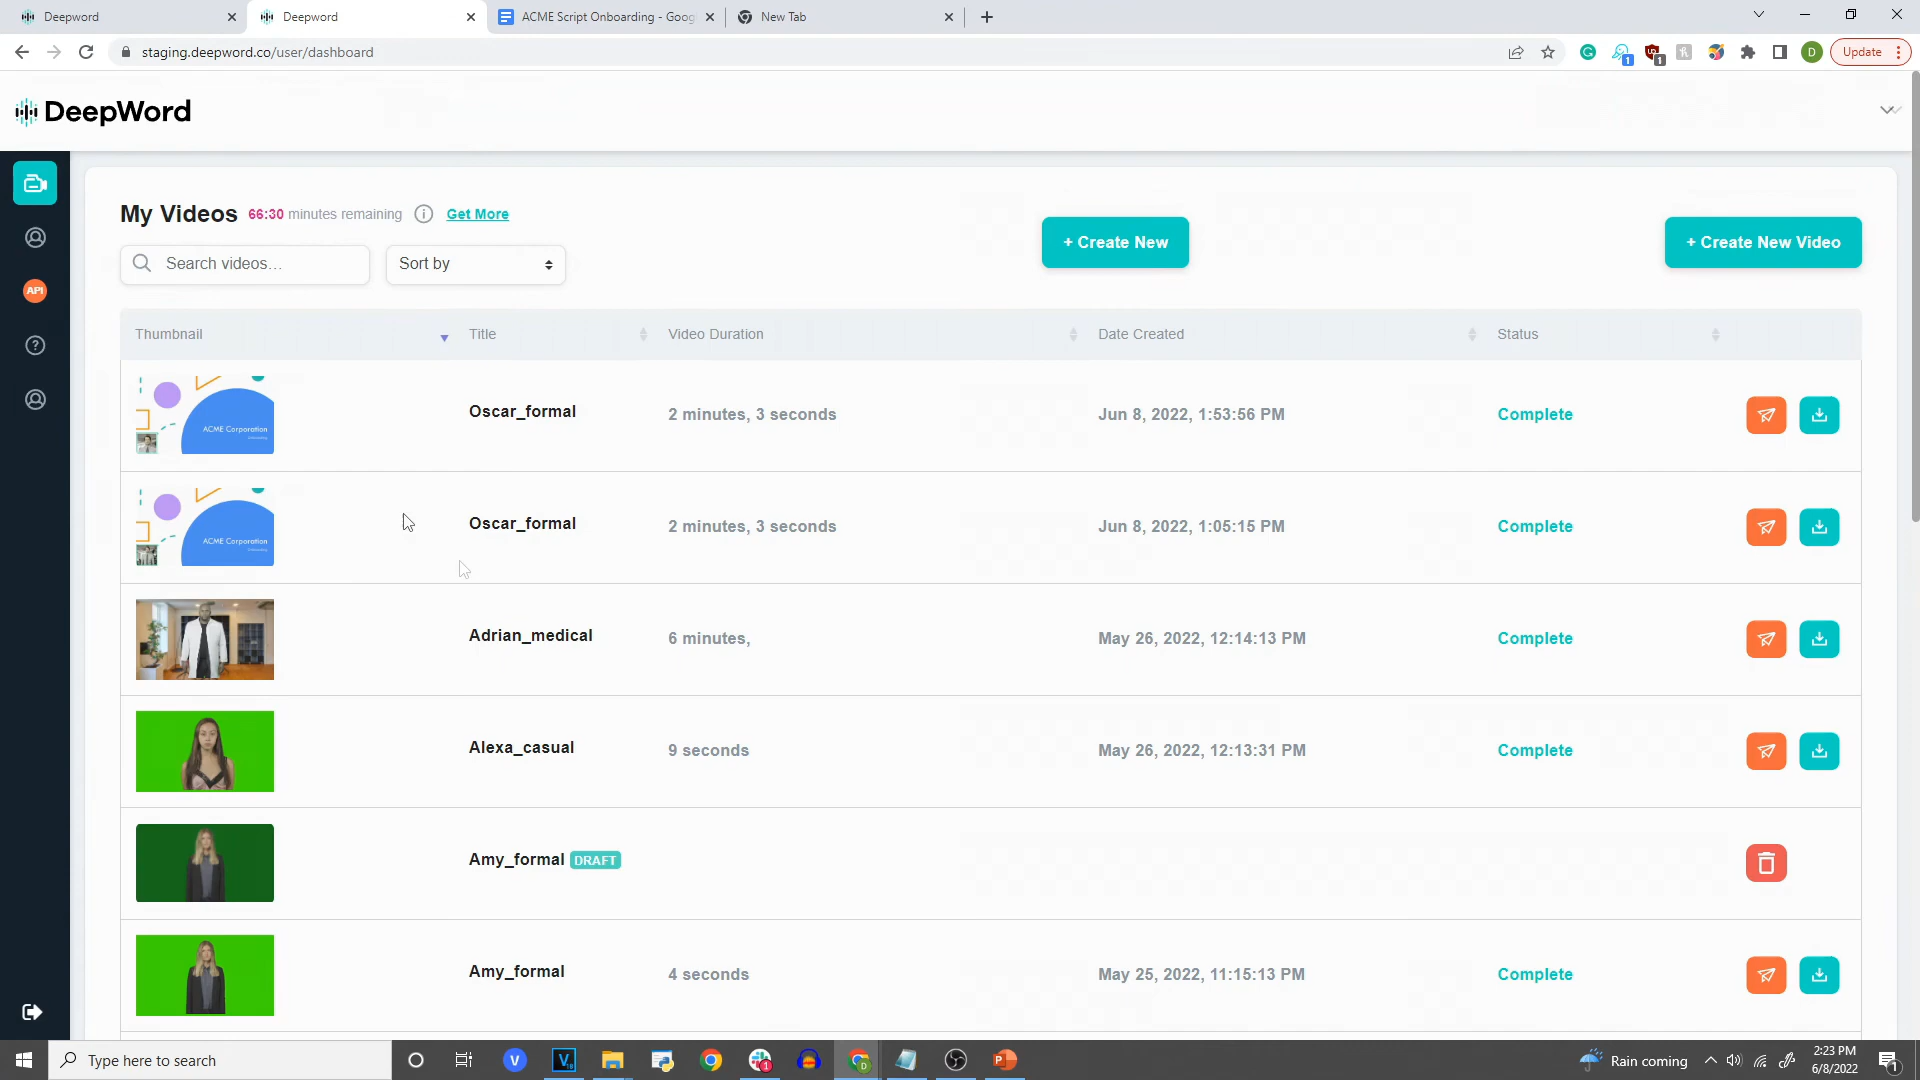 Deepword
Deepword
ACME Script Onboarding - Goog
New Tab
staging.deepword.co/user/dashboard
1
1
D
Update
DeepWord
My Videos 66:30 minutes remaining i Get More
+ Create New
+ Create New Video
Search videos...
Sort by
API
Thumbnail Title Video Duration Date Created Status
ACME Corporation
Oscar_formal 2 minutes, 3 seconds Jun 8, 2022, 1:53:56 PM Complete
ACME Corporation
Oscar_formal 2 minutes, 3 seconds Jun 8, 2022, 1:05:15 PM Complete
Adrian_medical 6 minutes, May 26, 2022, 12:14:13 PM Complete
Alexa_casual 9 seconds May 26, 2022, 12:13:31 PM Complete
Amy_formal DRAFT
Amy_formal 4 seconds May 25, 2022, 11:15:13 PM Complete
Type here to search
Rain coming
2:23 PM
6/8/2022